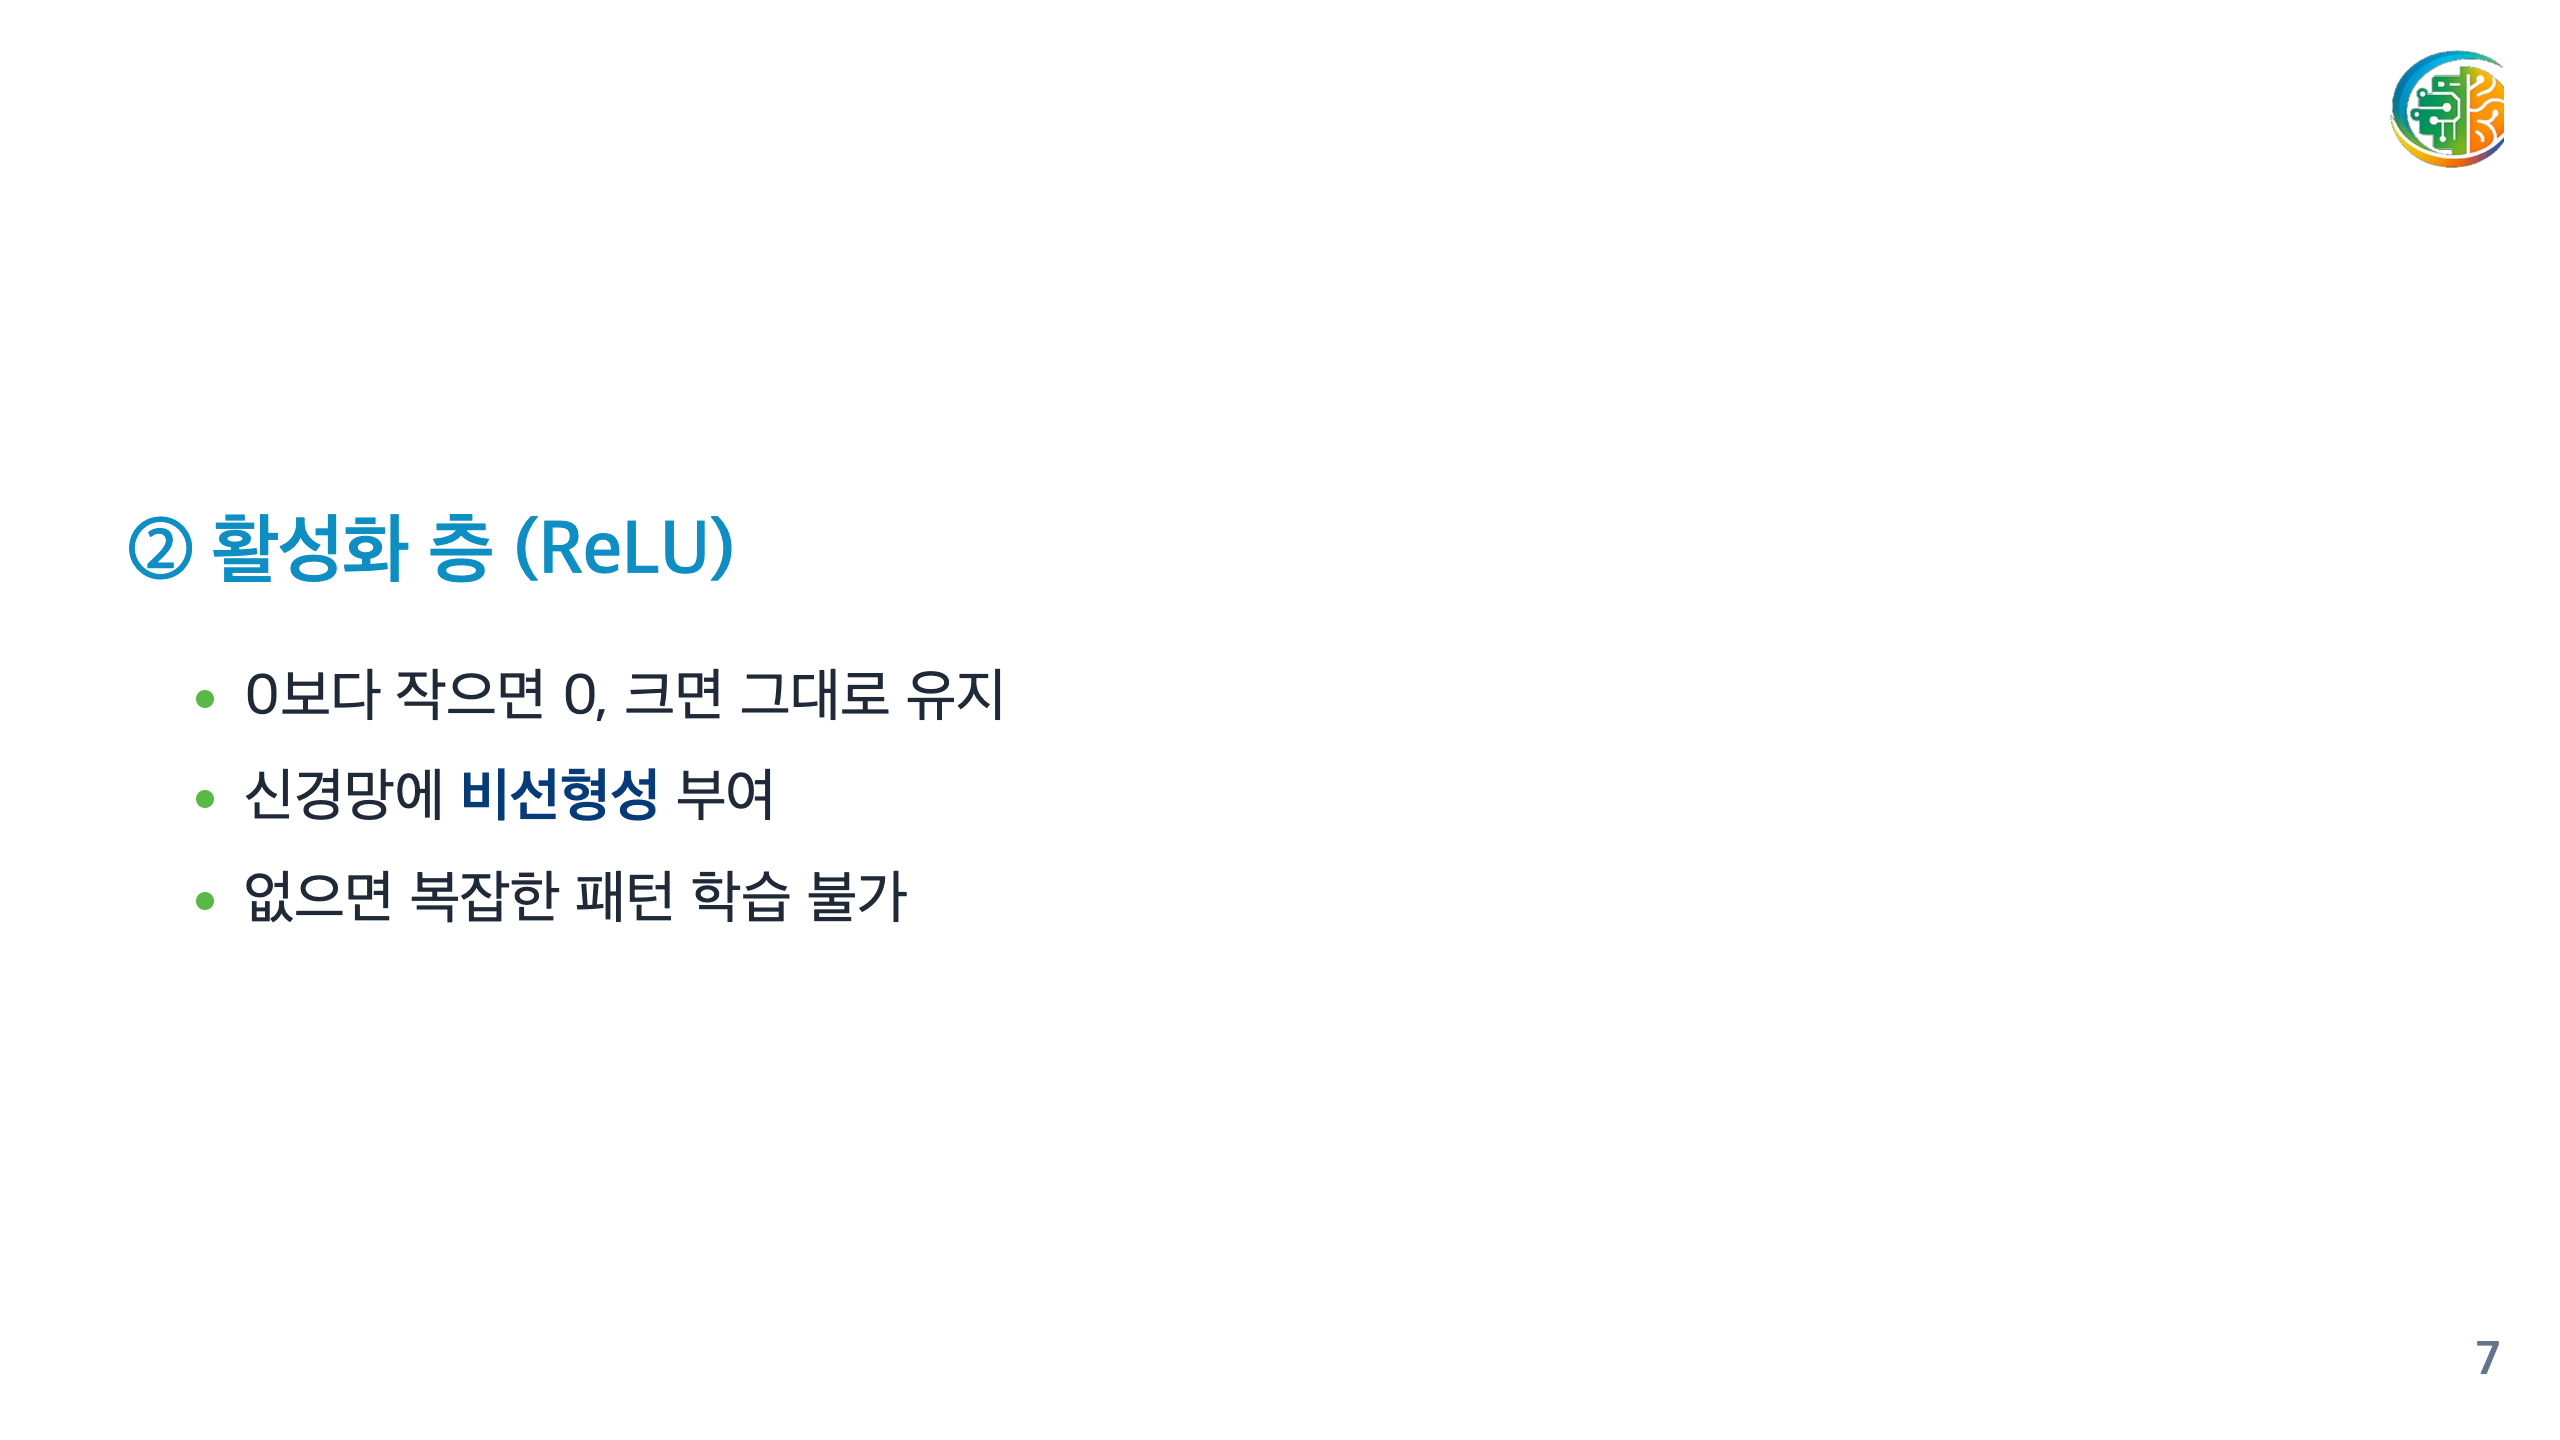 ② 활성화 층 (ReLU)
• 0보다 작으면 0, 크면 그대로 유지
• 신경망에 비선형성 부여
• 없으면 복잡한 패턴 학습 불가
7